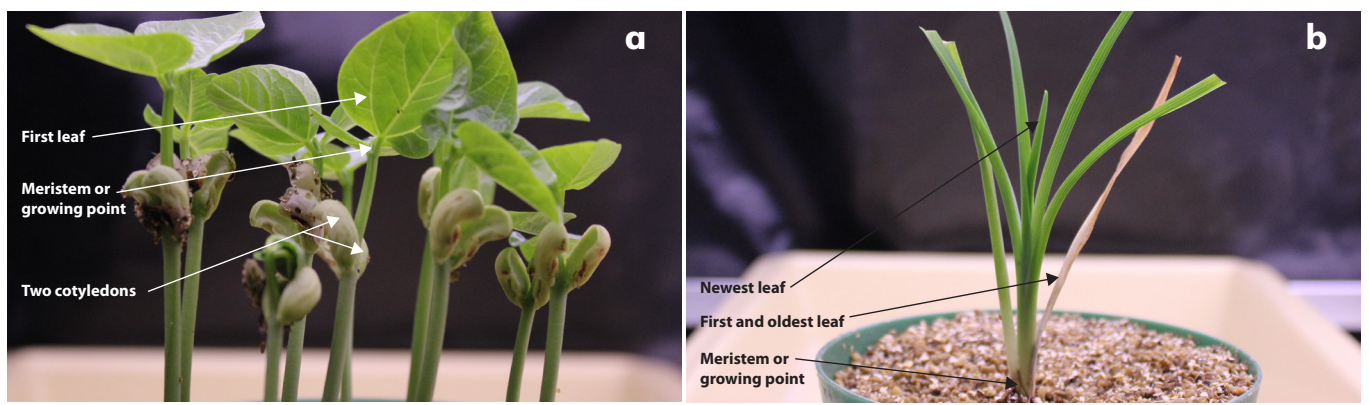 a
First leaf
Meristem or
growing point
Two cotyledons
b
Newest leaf
First and oldest leaf
Meristem or
growing point